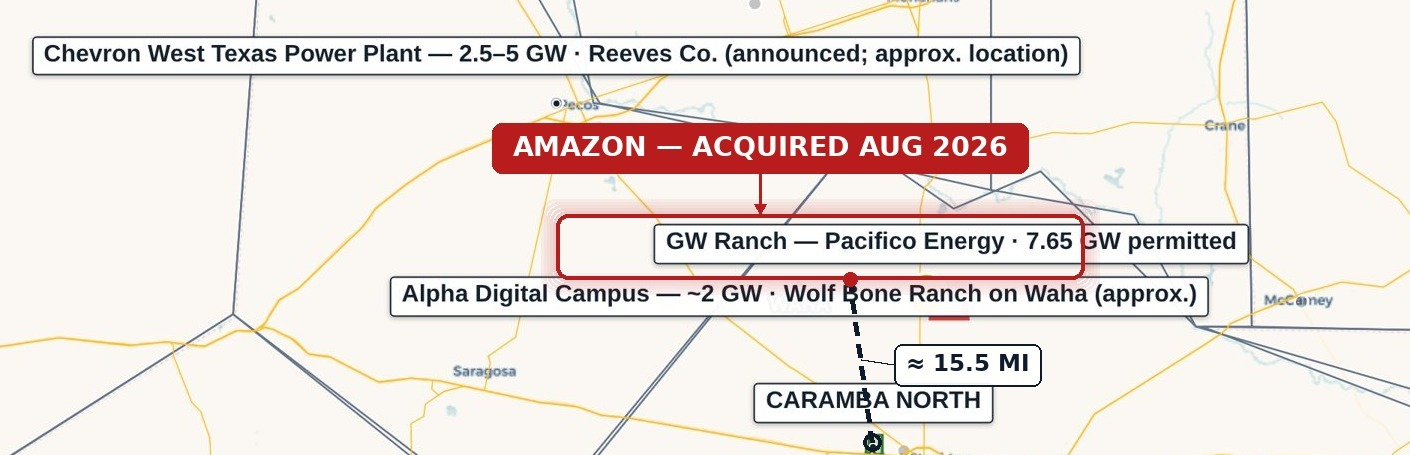 Chevron West Texas Power Plant — 2.5–5 GW · Reeves Co. (announced; approx. location)
Crane
AMAZON — ACQUIRED AUG 2026
GW Ranch — Pacifico Energy · 7.65 GW permitted
Alpha Digital Campus — ~2 GW · Wolf Bone Ranch on Waha (approx.)
McCamey
≈ 15.5 MI
Saragosa
CARAMBA NORTH